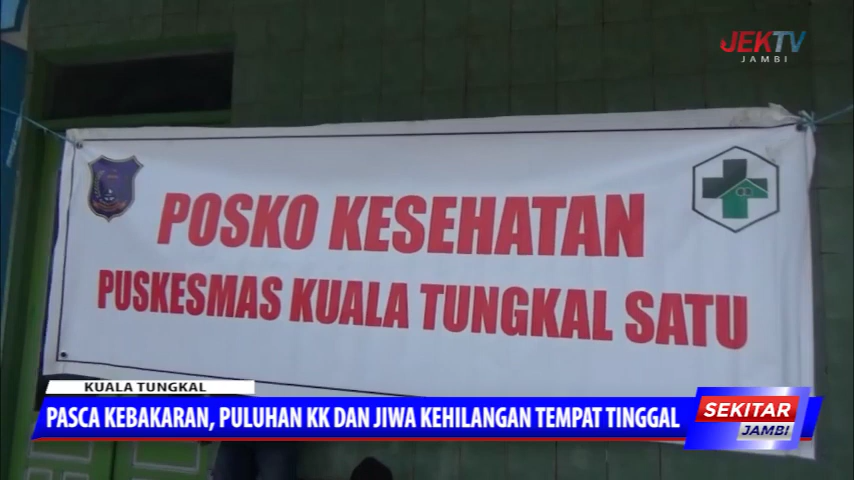 JEKTV
JAMBI
POSKO KESEHATAN
PUSKESMAS KUALA TUNGKAL SATU
KUALA TUNGKAL
PASCA KEBAKARAN, PULUHAN KK DAN JIWA KEHILANGAN TEMPAT TINGGAL
SEKITAR
JAMBI